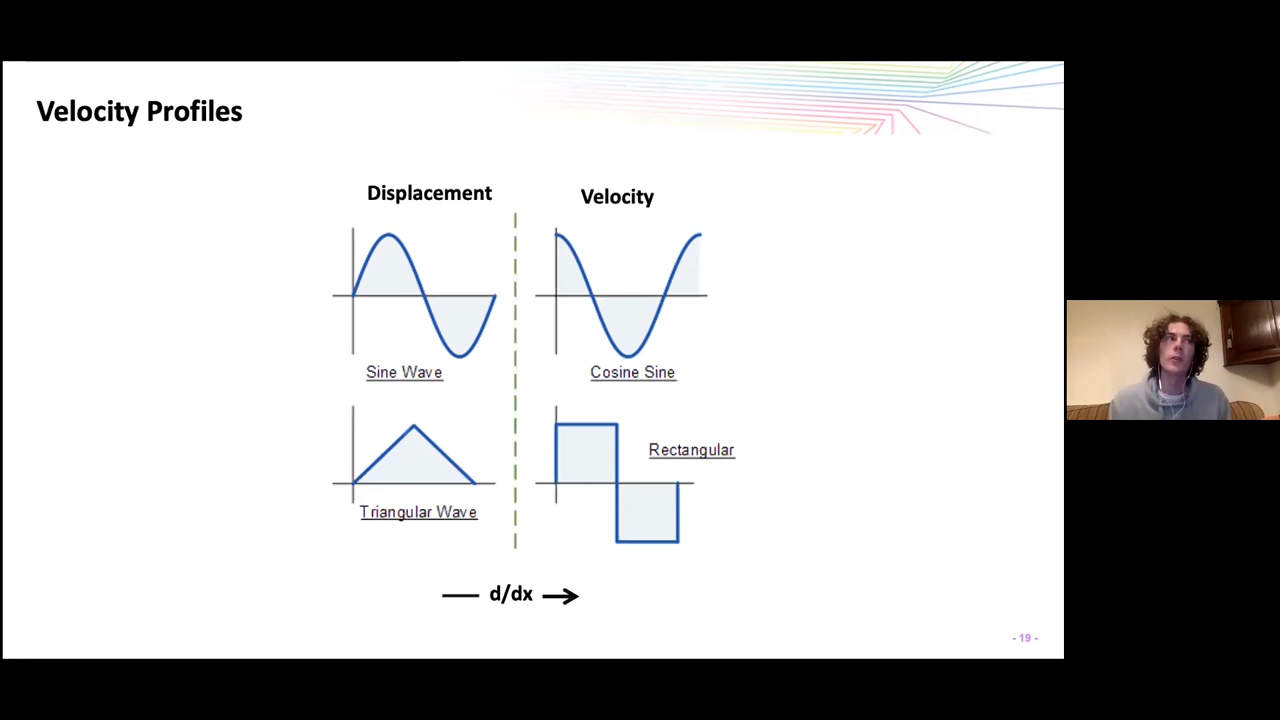 Velocity Profiles
Displacement
Velocity
Sine Wave
Cosine Sine
Rectangular
Triangular Wave
d/dx
- 19 -